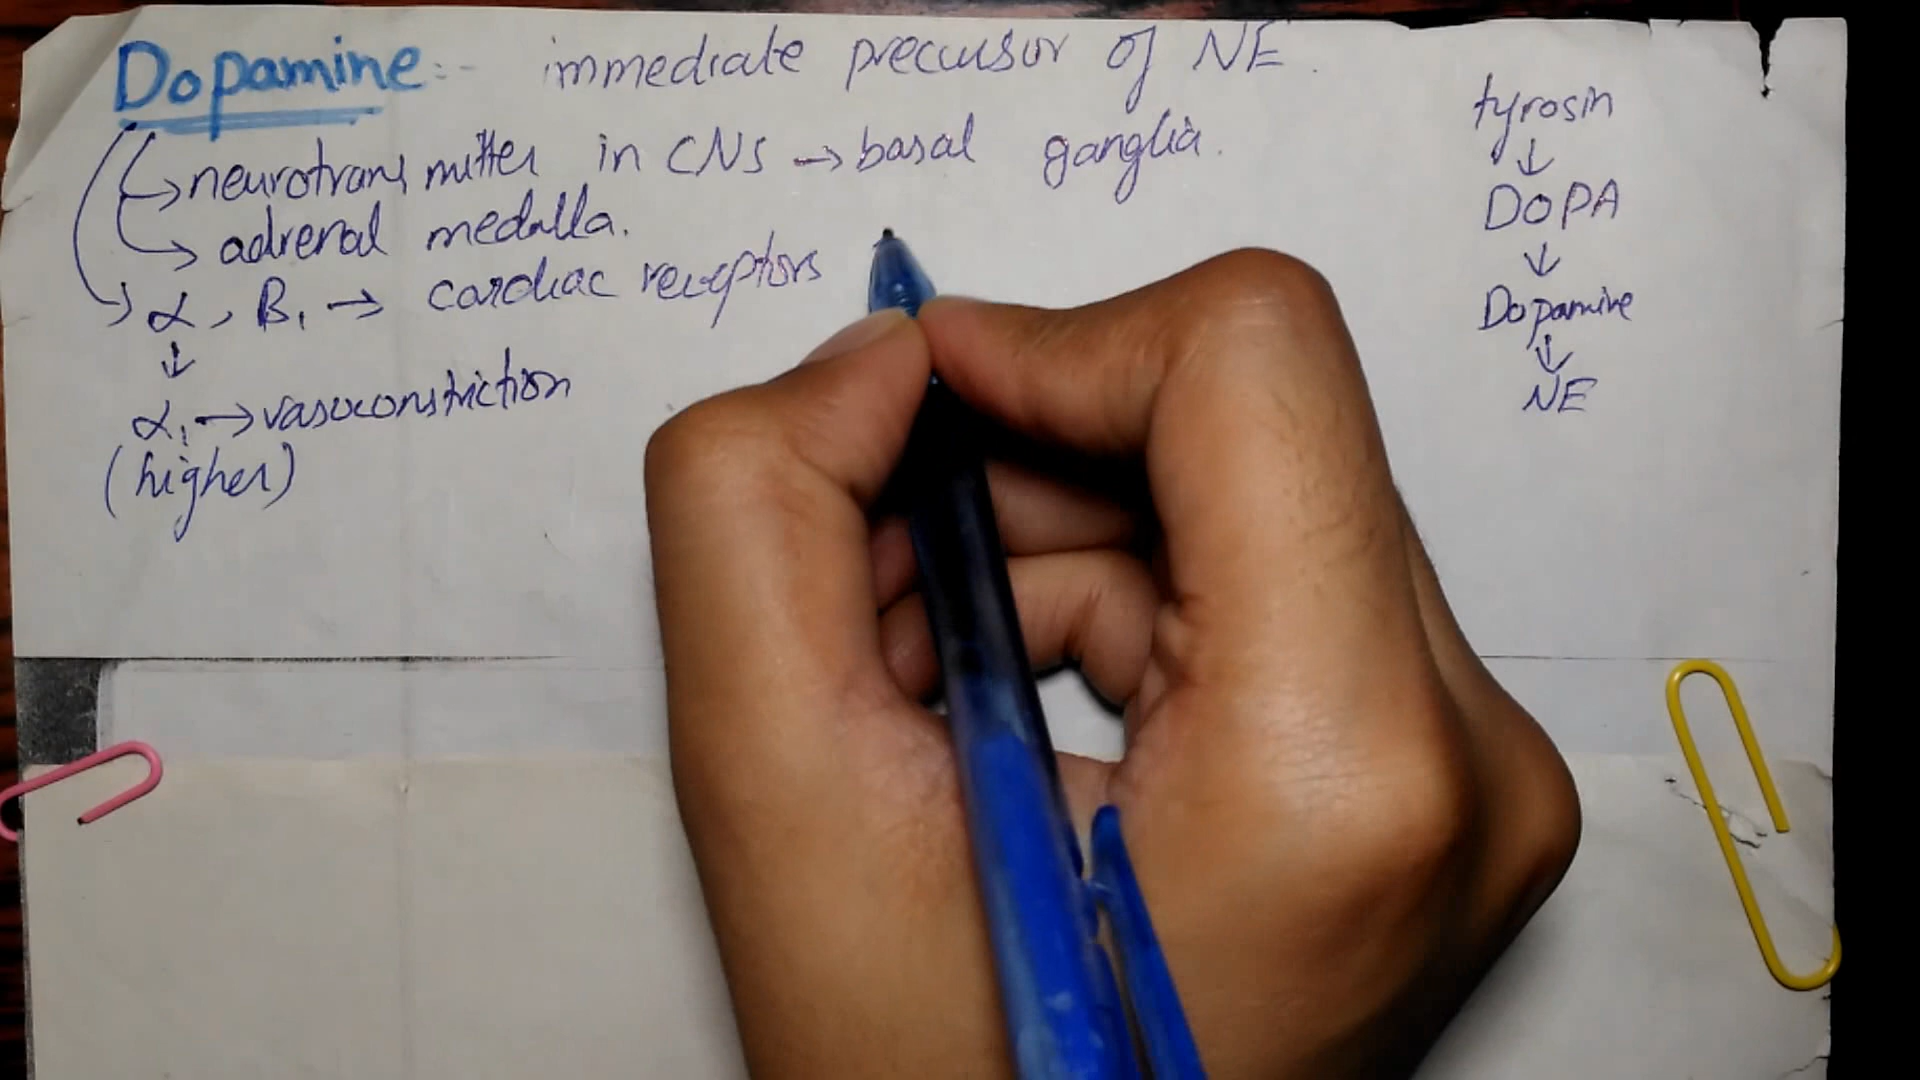 Dopamine :- immediate precursor of NE.
neurotransmitter in CNS → basal ganglia.
adrenal medulla.
α, B₁ → cardiac receptors
↓
α₁ → vasoconstriction
(higher)
tyrosin
↓
DOPA
↓
Dopamine
↓
NE